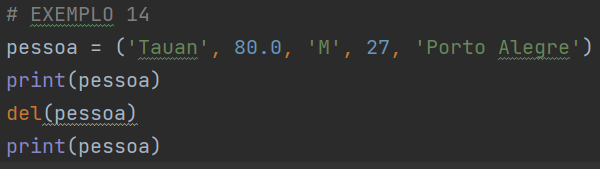 # EXEMPLO 14
pessoa = ('Tauan', 80.0, 'M', 27, 'Porto Alegre')
print(pessoa)
del(pessoa)
print(pessoa)